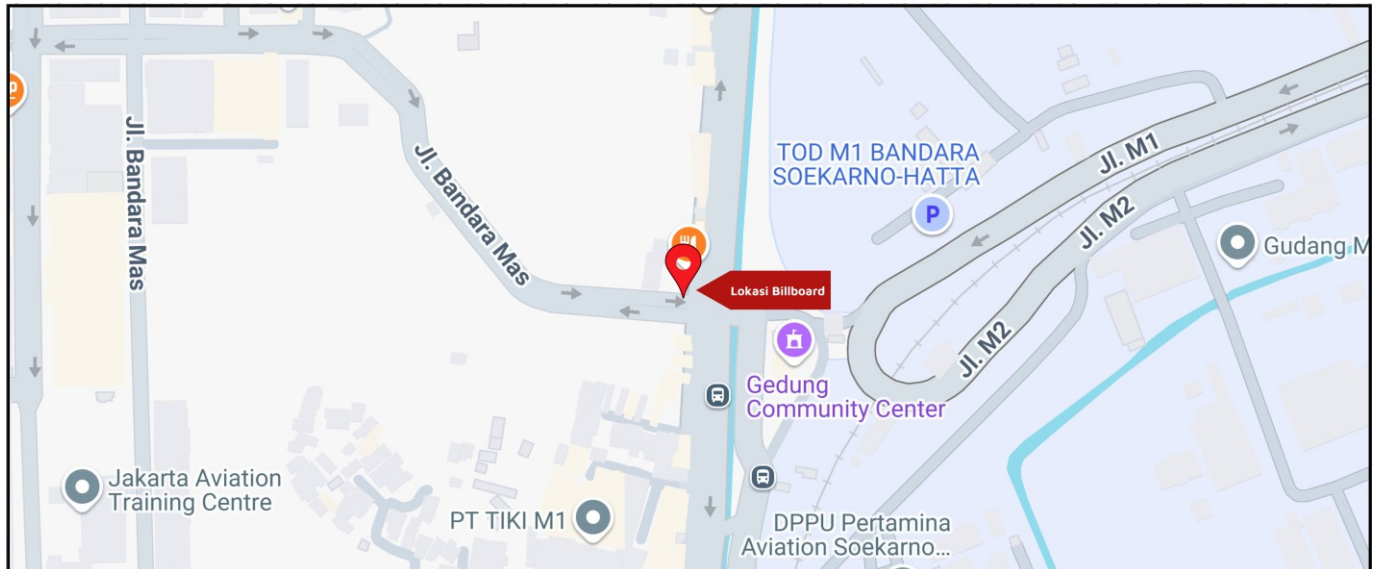 Jl. Bandara Mas
Jl. Bandara Mas
TOD M1 BANDARA
SOEKARNO-HATTA
P
Jl. M1
Jl. M2
Gudang M
Lokasi Billboard
Jl. M2
Gedung
Community Center
Jakarta Aviation
Training Centre
PT TIKI M1
DPPU Pertamina
Aviation Soekarno...